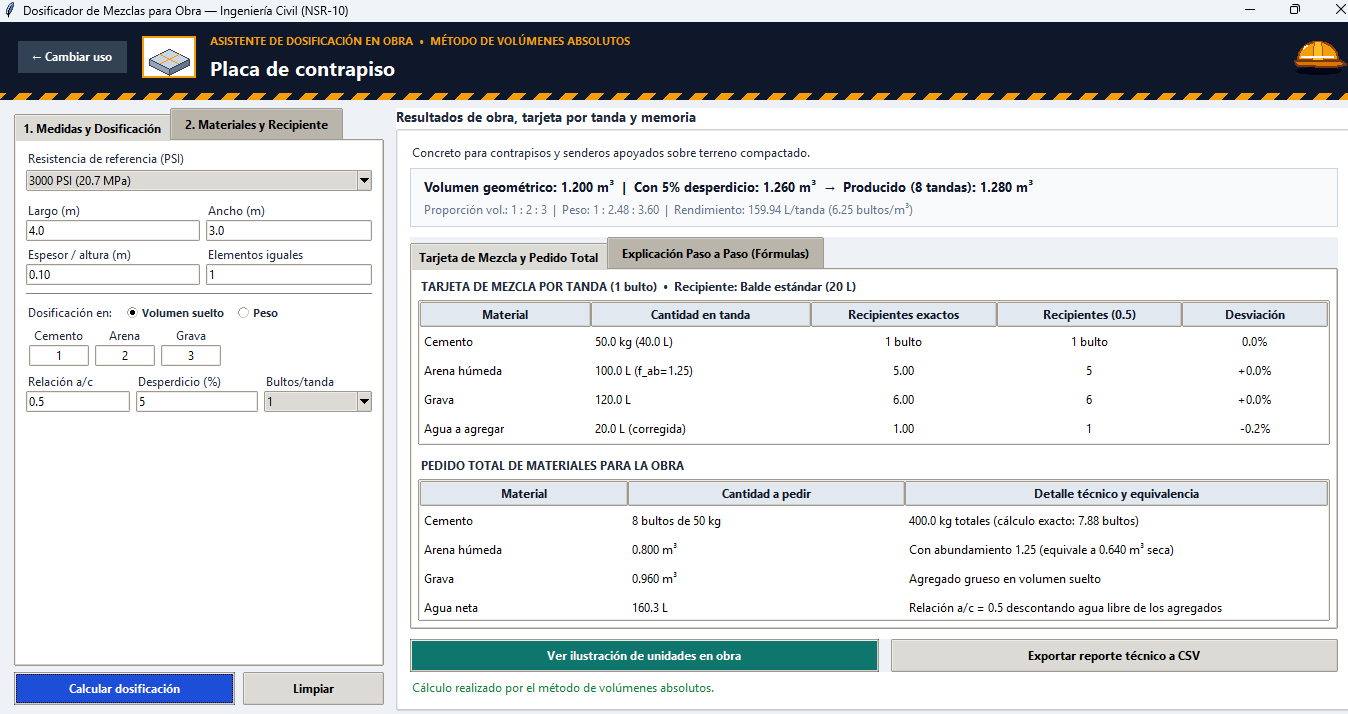 Dosificador de Mezclas para Obra — Ingeniería Civil (NSR-10)
← Cambiar uso
ASISTENTE DE DOSIFICACIÓN EN OBRA • MÉTODO DE VOLÚMENES ABSOLUTOS
Placa de contrapiso
1. Medidas y Dosificación
2. Materiales y Recipiente
Resistencia de referencia (PSI)
3000 PSI (20.7 MPa)
Largo (m) Ancho (m)
4.0 3.0
Espesor / altura (m) Elementos iguales
0.10 1
Dosificación en: Volumen suelto Peso
Cemento Arena Grava
1 2 3
Relación a/c Desperdicio (%) Bultos/tanda
0.5 5 1
Calcular dosificación
Limpiar
Resultados de obra, tarjeta por tanda y memoria
Concreto para contrapisos y senderos apoyados sobre terreno compactado.
Volumen geométrico: 1.200 m³ | Con 5% desperdicio: 1.260 m³ → Producido (8 tandas): 1.280 m³
Proporción vol.: 1 : 2 : 3 | Peso: 1 : 2.48 : 3.60 | Rendimiento: 159.94 L/tanda (6.25 bultos/m³)
Tarjeta de Mezcla y Pedido Total
Explicación Paso a Paso (Fórmulas)
TARJETA DE MEZCLA POR TANDA (1 bulto) • Recipiente: Balde estándar (20 L)
Material Cantidad en tanda Recipientes exactos Recipientes (0.5) Desviación
Cemento 50.0 kg (40.0 L) 1 bulto 1 bulto 0.0%
Arena húmeda 100.0 L (f_ab=1.25) 5.00 5 +0.0%
Grava 120.0 L 6.00 6 +0.0%
Agua a agregar 20.0 L (corregida) 1.00 1 -0.2%
PEDIDO TOTAL DE MATERIALES PARA LA OBRA
Material Cantidad a pedir Detalle técnico y equivalencia
Cemento 8 bultos de 50 kg 400.0 kg totales (cálculo exacto: 7.88 bultos)
Arena húmeda 0.800 m³ Con abundamiento 1.25 (equivale a 0.640 m³ seca)
Grava 0.960 m³ Agregado grueso en volumen suelto
Agua neta 160.3 L Relación a/c = 0.5 descontando agua libre de los agregados
Ver ilustración de unidades en obra
Exportar reporte técnico a CSV
Cálculo realizado por el método de volúmenes absolutos.